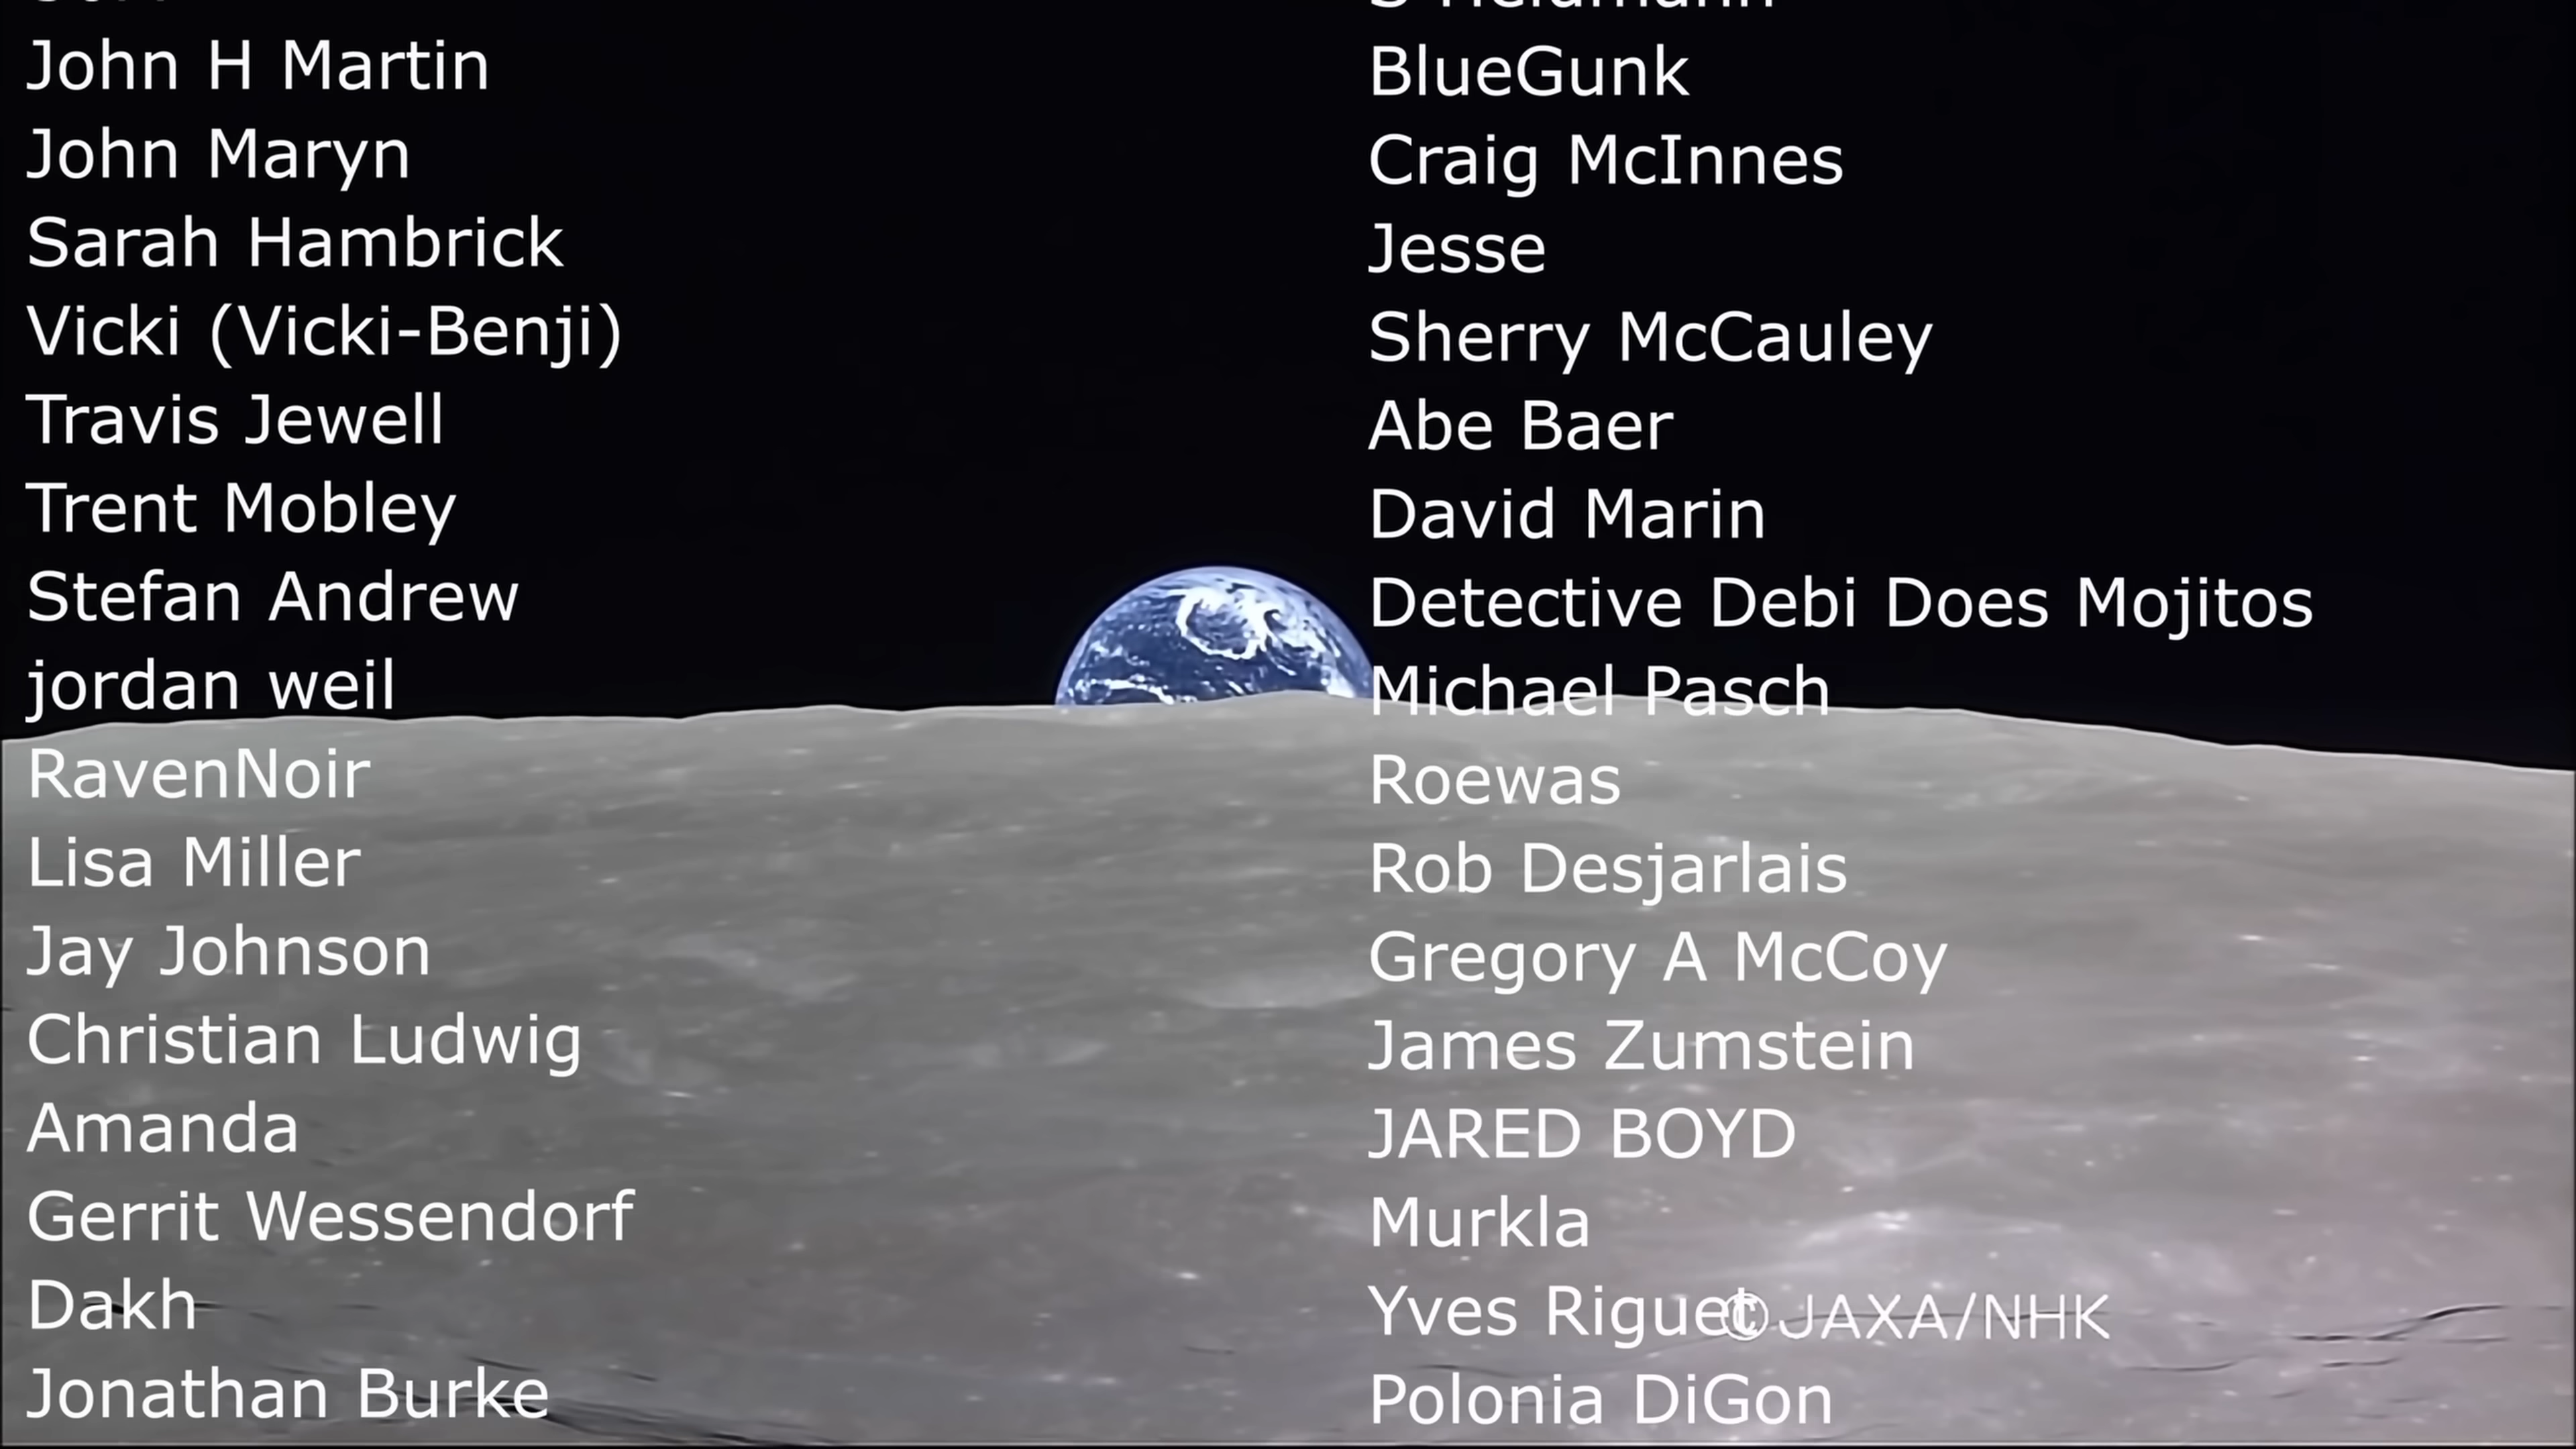 John H Martin
John Maryn
Sarah Hambrick
Vicki (Vicki-Benji)
Travis Jewell
Trent Mobley
Stefan Andrew
jordan weil
RavenNoir
Lisa Miller
Jay Johnson
Christian Ludwig
Amanda
Gerrit Wessendorf
Dakh
Jonathan Burke
BlueGunk
Craig McInnes
Jesse
Sherry McCauley
Abe Baer
David Marin
Detective Debi Does Mojitos
Michael Pasch
Roewas
Rob Desjarlais
Gregory A McCoy
James Zumstein
JARED BOYD
Murkla
Yves Riguet
Polonia DiGon
©JAXA/NHK